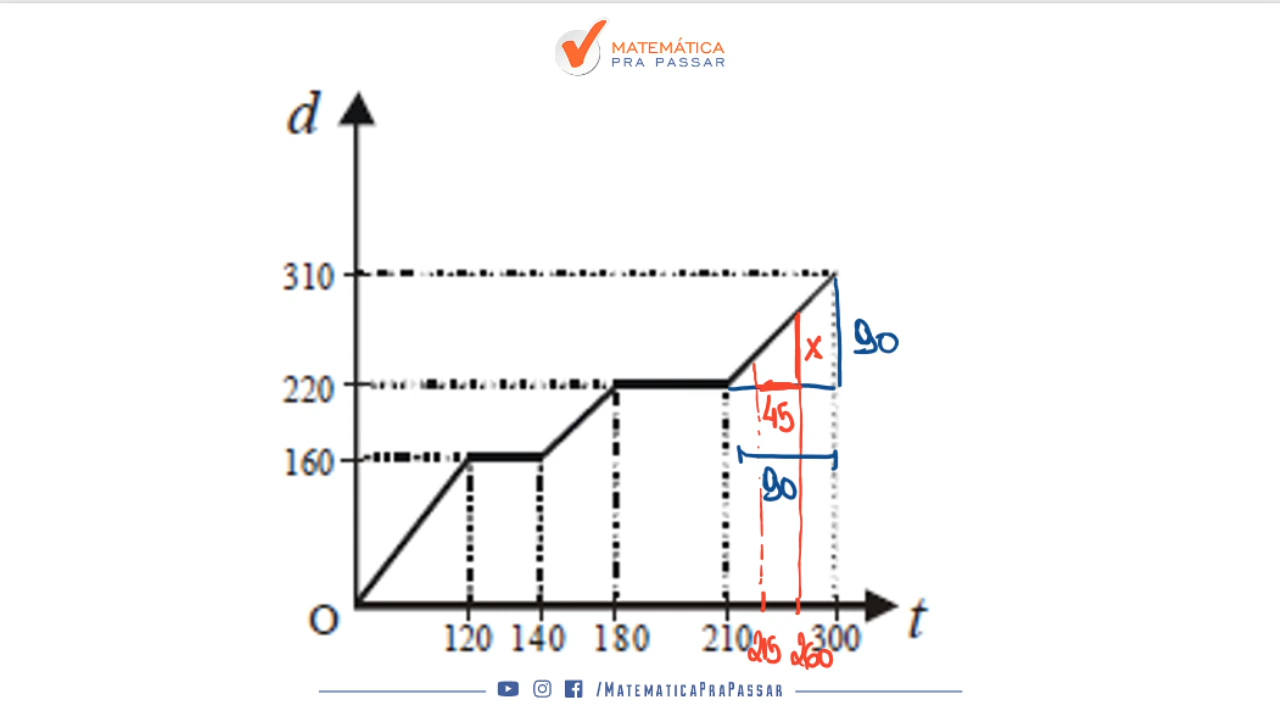 MATEMÁTICA
PRA PASSAR
d
310
90
x
220
45
160
90
O
120 140 180 210 300 t
215 260
/MATEMATICAPRAPASSAR